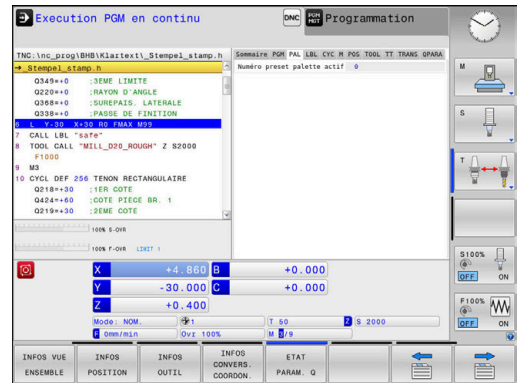 Execution PGM en continu
DNC
PGM MGT
Programmation
TNC:\nc_prog\BHB\Klartext\_Stempel_stamp.h
→_Stempel_stamp.h
Q349=+0 ;3EME LIMITE
Q220=+0 ;RAYON D'ANGLE
Q368=+0 ;SUREPAIS. LATERALE
Q338=+0 ;PASSE DE FINITION
6 L Y-30 X+30 R0 FMAX M99
7 CALL LBL "safe"
8 TOOL CALL "MILL_D20_ROUGH" Z S2000
F1000
9 M3
10 CYCL DEF 256 TENON RECTANGULAIRE
Q218=+30 ;1ER COTE
Q424=+60 ;COTE PIECE BR. 1
Q219=+30 ;2EME COTE
100% S-OVR
100% F-OVR LIMIT 1
Sommaire PGM PAL LBL CYC M POS TOOL TT TRANS QPARA
Numéro preset palette actif 0
X +4.860 B +0.000
Y -30.000 C +0.000
Z +0.400
Mode: NOM. 1 T 50 Z S 2000
F 0mm/min Ovr 100% M 3/9
M
S
T
S100%
OFF ON
F100%
OFF ON
INFOS VUE ENSEMBLE
INFOS POSITION
INFOS OUTIL
INFOS CONVERS. COORDON.
ETAT PARAM. Q